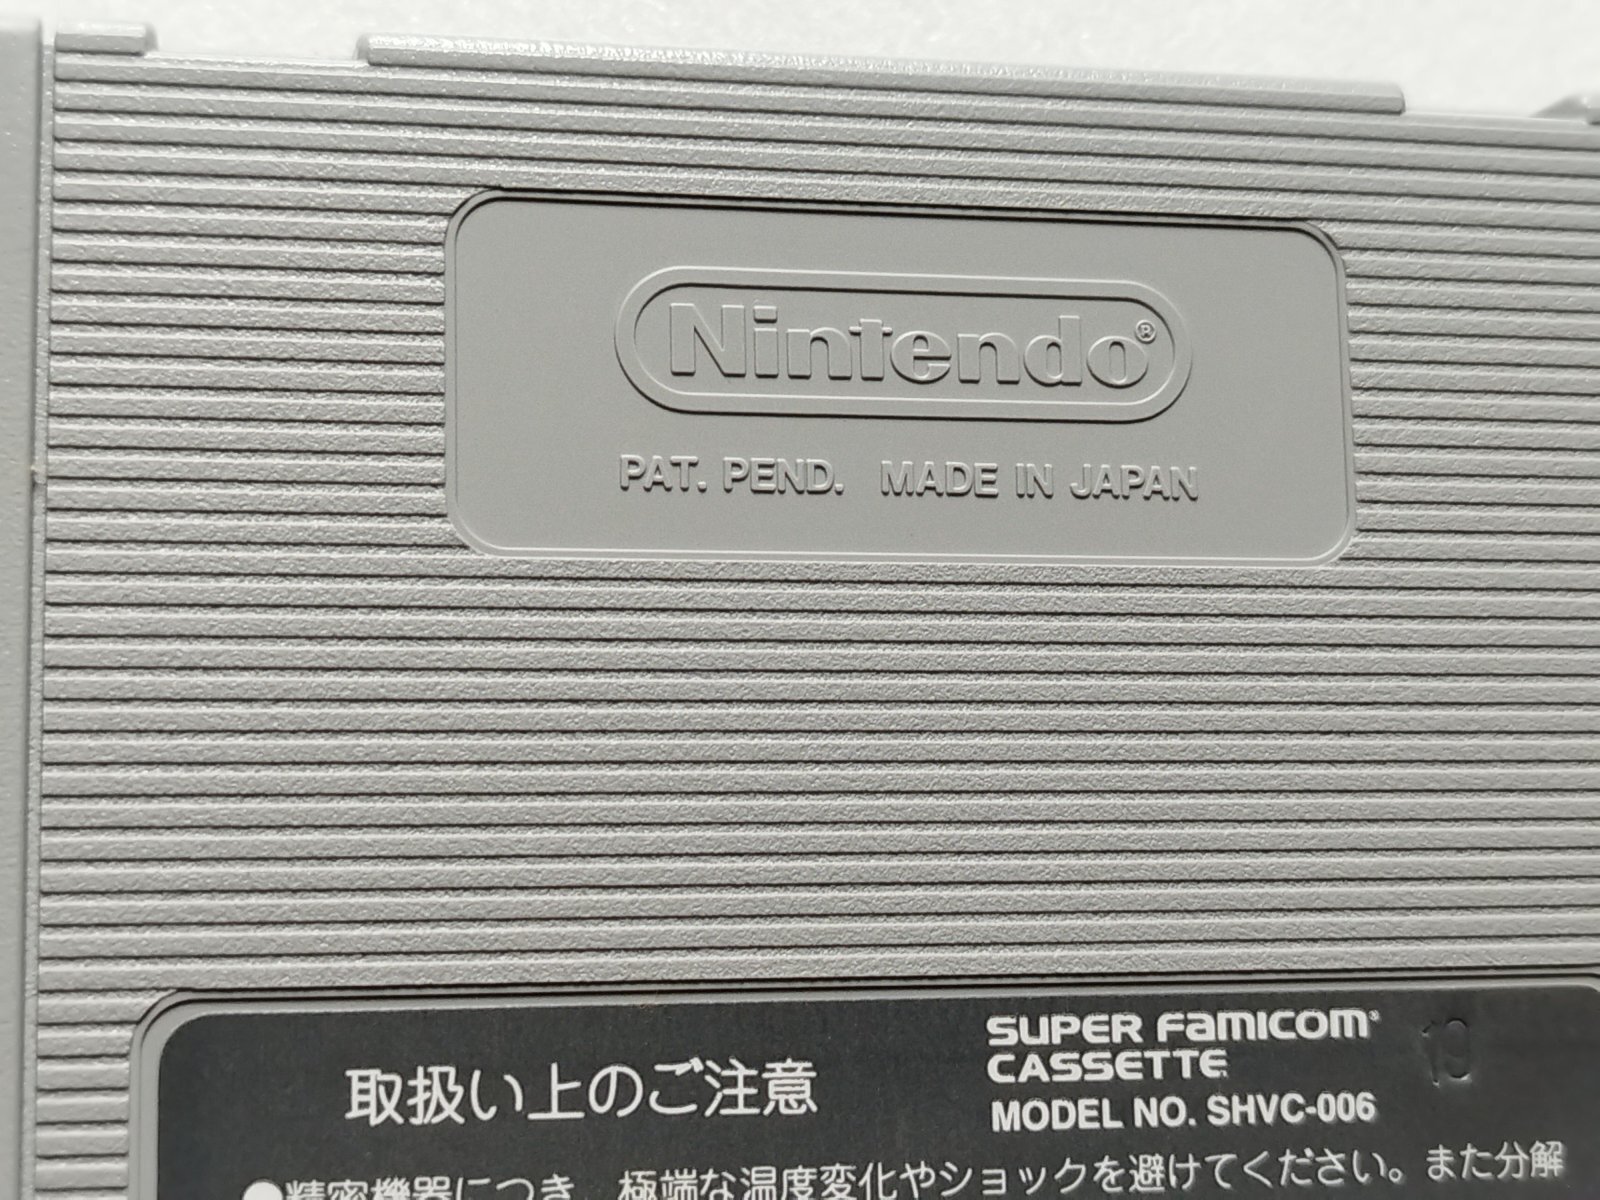 Nintendo®
PAT. PEND. MADE IN JAPAN
SUPER FAMICOM®
CASSETTE
MODEL NO. SHVC-006
19
取扱い上のご注意
●精密機器につき、極端な温度変化やショックを避けてください。また分解